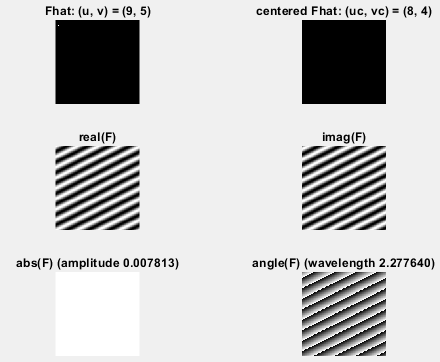 Fhat: (u, v) = (9, 5)
centered Fhat: (uc, vc) = (8, 4)
real(F)
imag(F)
abs(F) (amplitude 0.007813)
angle(F) (wavelength 2.277640)